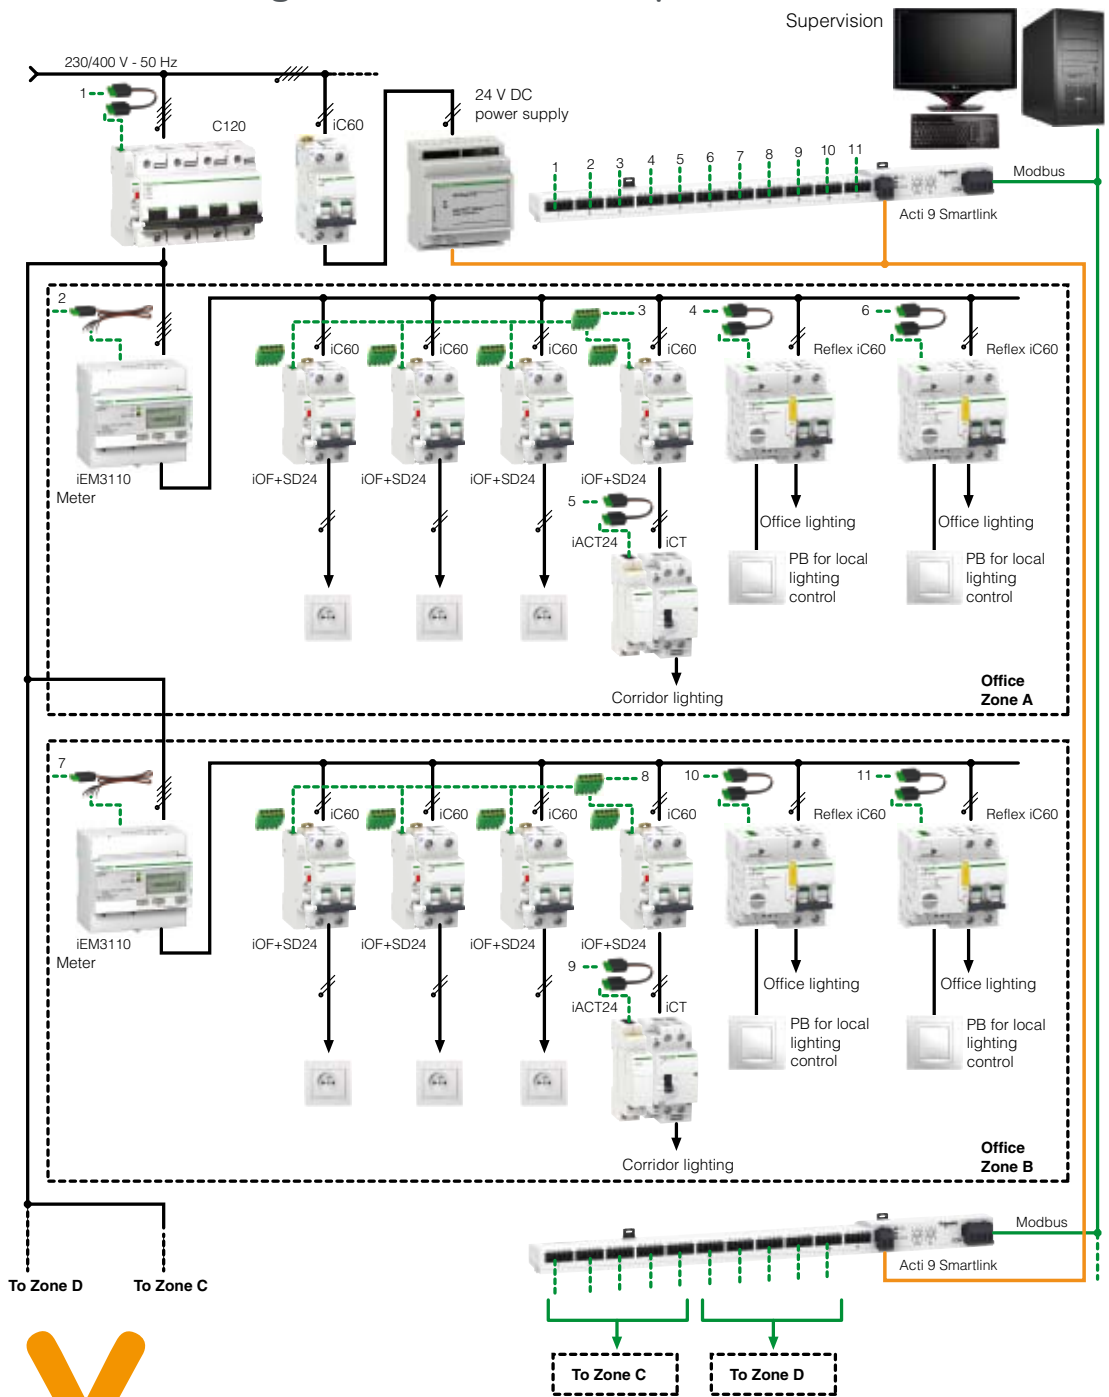 Supervision
230/400 V - 50 Hz
1
C120
iC60
24 V DC
power supply
1 2 3 4 5 6 7 8 9 10 11
Modbus
Acti 9 Smartlink
2
3
4
6
iC60
iC60
iC60
iC60
Reflex iC60
Reflex iC60
iEM3110
Meter
iOF+SD24
iOF+SD24
iOF+SD24
iOF+SD24
5
iACT24
iCT
Office lighting
Office lighting
PB for local
lighting
control
PB for local
lighting
control
Corridor lighting
Office
Zone A
7
8
10
11
iC60
iC60
iC60
iC60
Reflex iC60
Reflex iC60
iEM3110
Meter
iOF+SD24
iOF+SD24
iOF+SD24
iOF+SD24
9
iACT24
iCT
Office lighting
Office lighting
PB for local
lighting
control
PB for local
lighting
control
Corridor lighting
Office
Zone B
Modbus
Acti 9 Smartlink
To Zone D
To Zone C
To Zone C
To Zone D